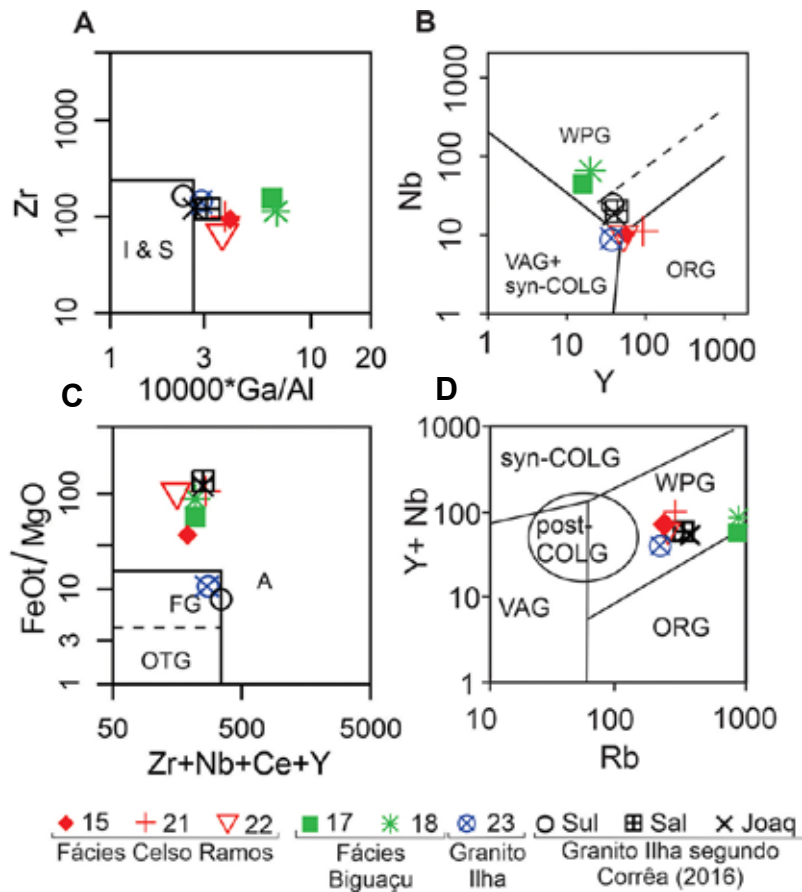 A
Zr
1000
100
10
I & S
1 3 10 20
10000*Ga/Al
B
Nb
1000
100
10
1
WPG
VAG+
syn-COLG
ORG
1 10 100 1000
Y
C
FeOt/MgO
100
10
3
1
FG
A
OTG
50 500 5000
Zr+Nb+Ce+Y
D
Y+ Nb
1000
100
10
1
syn-COLG
WPG
post-
COLG
VAG
ORG
10 100 1000
Rb
15 21 22 17 18 23 Sul Sal Joaq
Fácies Celso Ramos
Fácies
Biguaçu
Granito
Ilha
Granito Ilha segundo
Corrêa (2016)